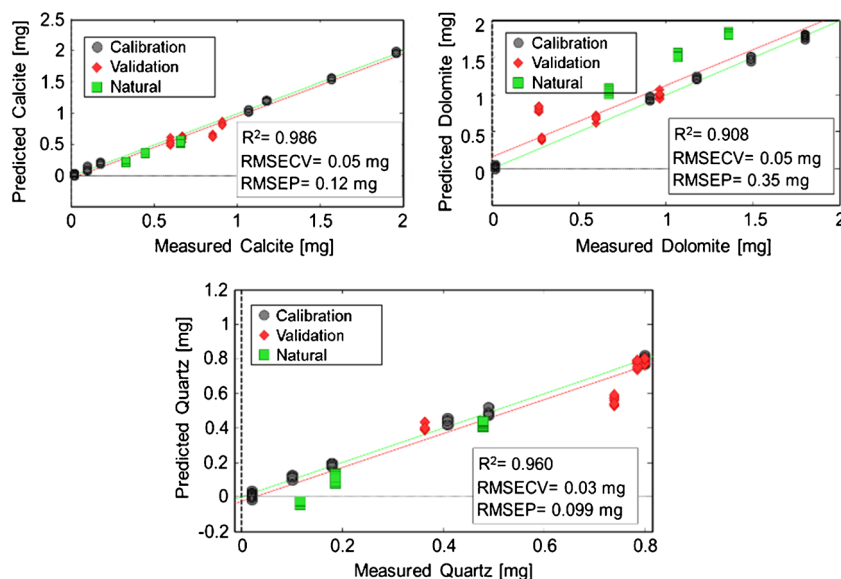 2.5
2
1.5
1
0.5
0
0
0.5
1
1.5
2
Predicted Calcite [mg]
Measured Calcite [mg]
Calibration
Validation
Natural
R²= 0.986
RMSECV= 0.05 mg
RMSEP= 0.12 mg
2
2
1.5
1
0.5
0
0
0.5
1
1.5
2
Predicted Dolomite [mg]
Measured Dolomite [mg]
Calibration
Validation
Natural
R²= 0.908
RMSECV= 0.05 mg
RMSEP= 0.35 mg
1.2
1
0.8
0.6
0.4
0.2
0
-0.2
0
0.2
0.4
0.6
0.8
Predicted Quartz [mg]
Measured Quartz [mg]
Calibration
Validation
Natural
R²= 0.960
RMSECV= 0.03 mg
RMSEP= 0.099 mg